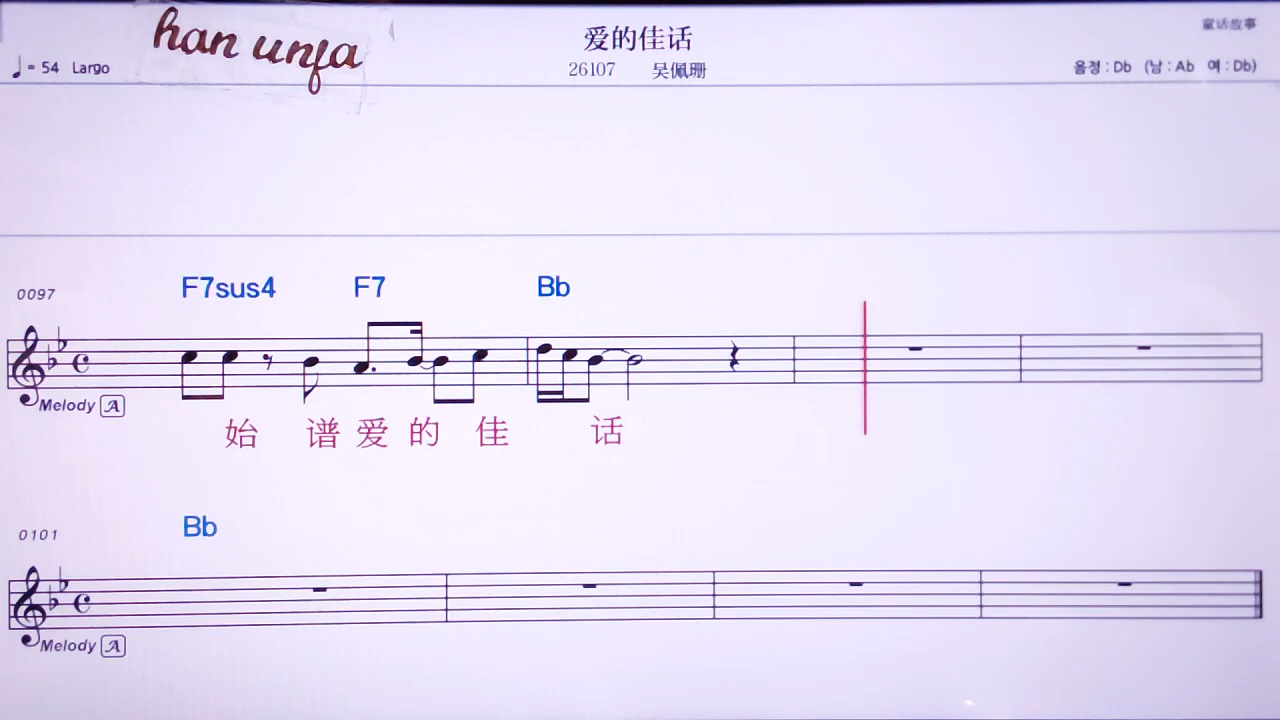 han unfa
爱的佳话
童话故事
♩= 54 Largo
26107 吴佩珊
음정 : Db (남 : Ab 여 : Db)
F7sus4 F7 Bb
0097
Melody A
始 谱 爱 的 佳 话
Bb
0101
Melody A